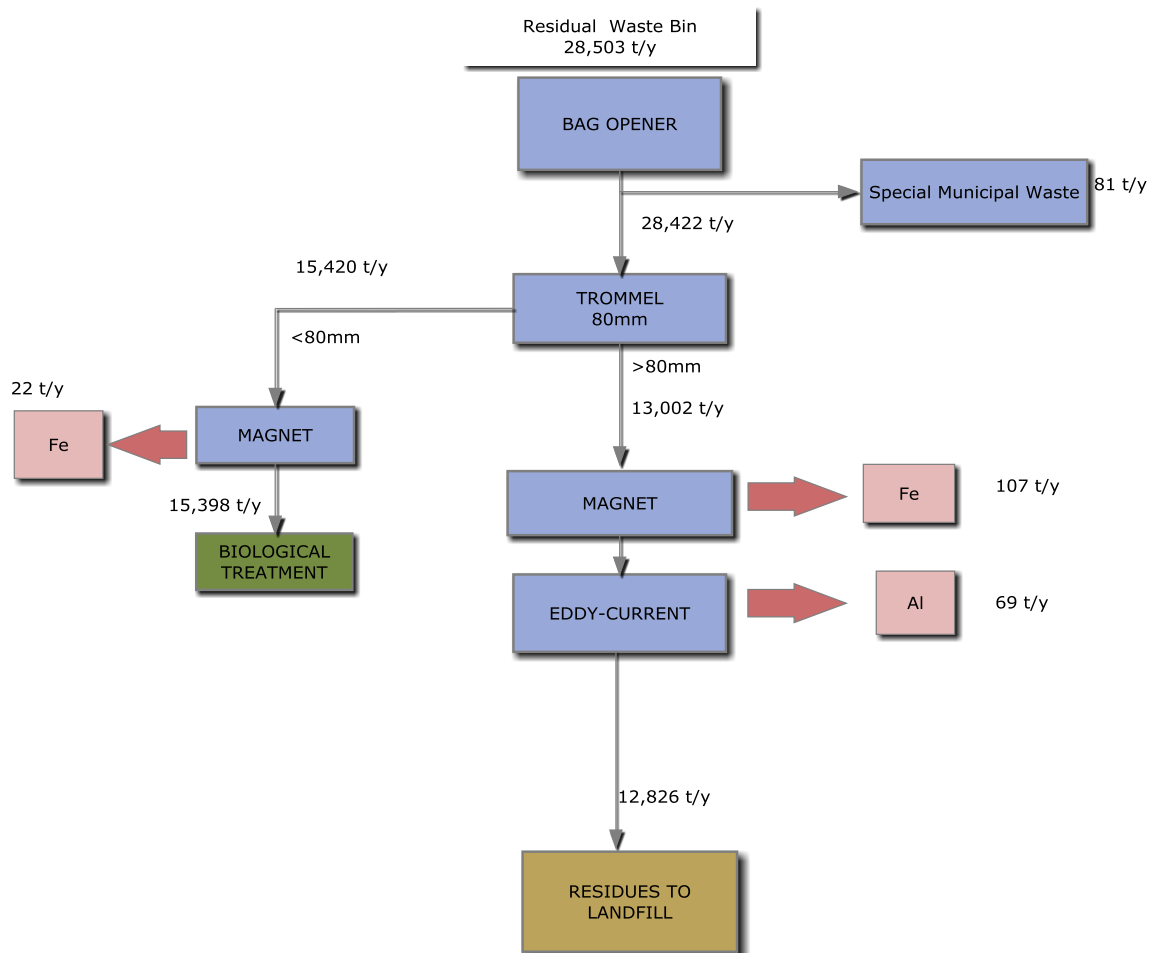 Residual  Waste Bin
28,503 t/y
BAG OPENER
Special Municipal Waste
81 t/y
28,422 t/y
15,420 t/y
TROMMEL
80mm
<80mm
>80mm
22 t/y
13,002 t/y
Fe
MAGNET
15,398 t/y
MAGNET
Fe
107 t/y
BIOLOGICAL
TREATMENT
EDDY-CURRENT
Al
69 t/y
12,826 t/y
RESIDUES TO
LANDFILL